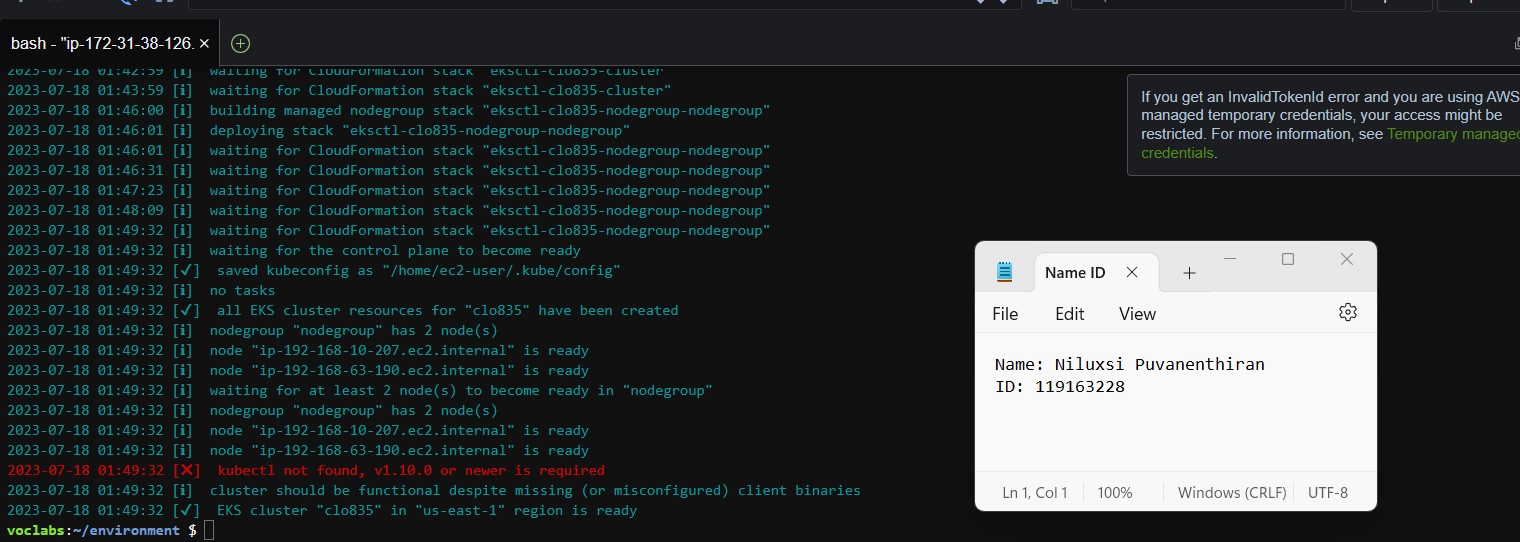 bash - "ip-172-31-38-126. ×
2023-07-18 01:42:59 [ℹ]  waiting for CloudFormation stack "eksctl-clo835-cluster"
2023-07-18 01:43:59 [ℹ]  waiting for CloudFormation stack "eksctl-clo835-cluster"
2023-07-18 01:46:00 [ℹ]  building managed nodegroup stack "eksctl-clo835-nodegroup-nodegroup"
2023-07-18 01:46:01 [ℹ]  deploying stack "eksctl-clo835-nodegroup-nodegroup"
2023-07-18 01:46:01 [ℹ]  waiting for CloudFormation stack "eksctl-clo835-nodegroup-nodegroup"
2023-07-18 01:46:31 [ℹ]  waiting for CloudFormation stack "eksctl-clo835-nodegroup-nodegroup"
2023-07-18 01:47:23 [ℹ]  waiting for CloudFormation stack "eksctl-clo835-nodegroup-nodegroup"
2023-07-18 01:48:09 [ℹ]  waiting for CloudFormation stack "eksctl-clo835-nodegroup-nodegroup"
2023-07-18 01:49:32 [ℹ]  waiting for CloudFormation stack "eksctl-clo835-nodegroup-nodegroup"
2023-07-18 01:49:32 [ℹ]  waiting for the control plane to become ready
2023-07-18 01:49:32 [✔]  saved kubeconfig as "/home/ec2-user/.kube/config"
2023-07-18 01:49:32 [ℹ]  no tasks
2023-07-18 01:49:32 [✔]  all EKS cluster resources for "clo835" have been created
2023-07-18 01:49:32 [ℹ]  nodegroup "nodegroup" has 2 node(s)
2023-07-18 01:49:32 [ℹ]  node "ip-192-168-10-207.ec2.internal" is ready
2023-07-18 01:49:32 [ℹ]  node "ip-192-168-63-190.ec2.internal" is ready
2023-07-18 01:49:32 [ℹ]  waiting for at least 2 node(s) to become ready in "nodegroup"
2023-07-18 01:49:32 [ℹ]  nodegroup "nodegroup" has 2 node(s)
2023-07-18 01:49:32 [ℹ]  node "ip-192-168-10-207.ec2.internal" is ready
2023-07-18 01:49:32 [ℹ]  node "ip-192-168-63-190.ec2.internal" is ready
2023-07-18 01:49:32 [✖]  kubectl not found, v1.10.0 or newer is required
2023-07-18 01:49:32 [ℹ]  cluster should be functional despite missing (or misconfigured) client binaries
2023-07-18 01:49:32 [✔]  EKS cluster "clo835" in "us-east-1" region is ready
voclabs:~/environment $
If you get an InvalidTokenId error and you are using AWS
managed temporary credentials, your access might be
restricted. For more information, see Temporary managed
credentials.
Name ID
File Edit View
Name: Niluxsi Puvanenthiran
ID: 119163228
Ln 1, Col 1 100% Windows (CRLF) UTF-8